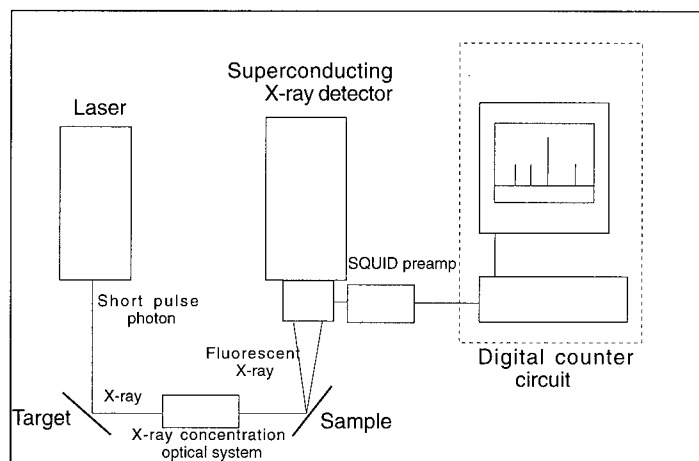 Superconducting
X-ray detector
Laser
SQUID preamp
Short pulse
photon
Fluorescent
X-ray
Digital counter
circuit
X-ray
Target
Sample
X-ray concentration
optical system